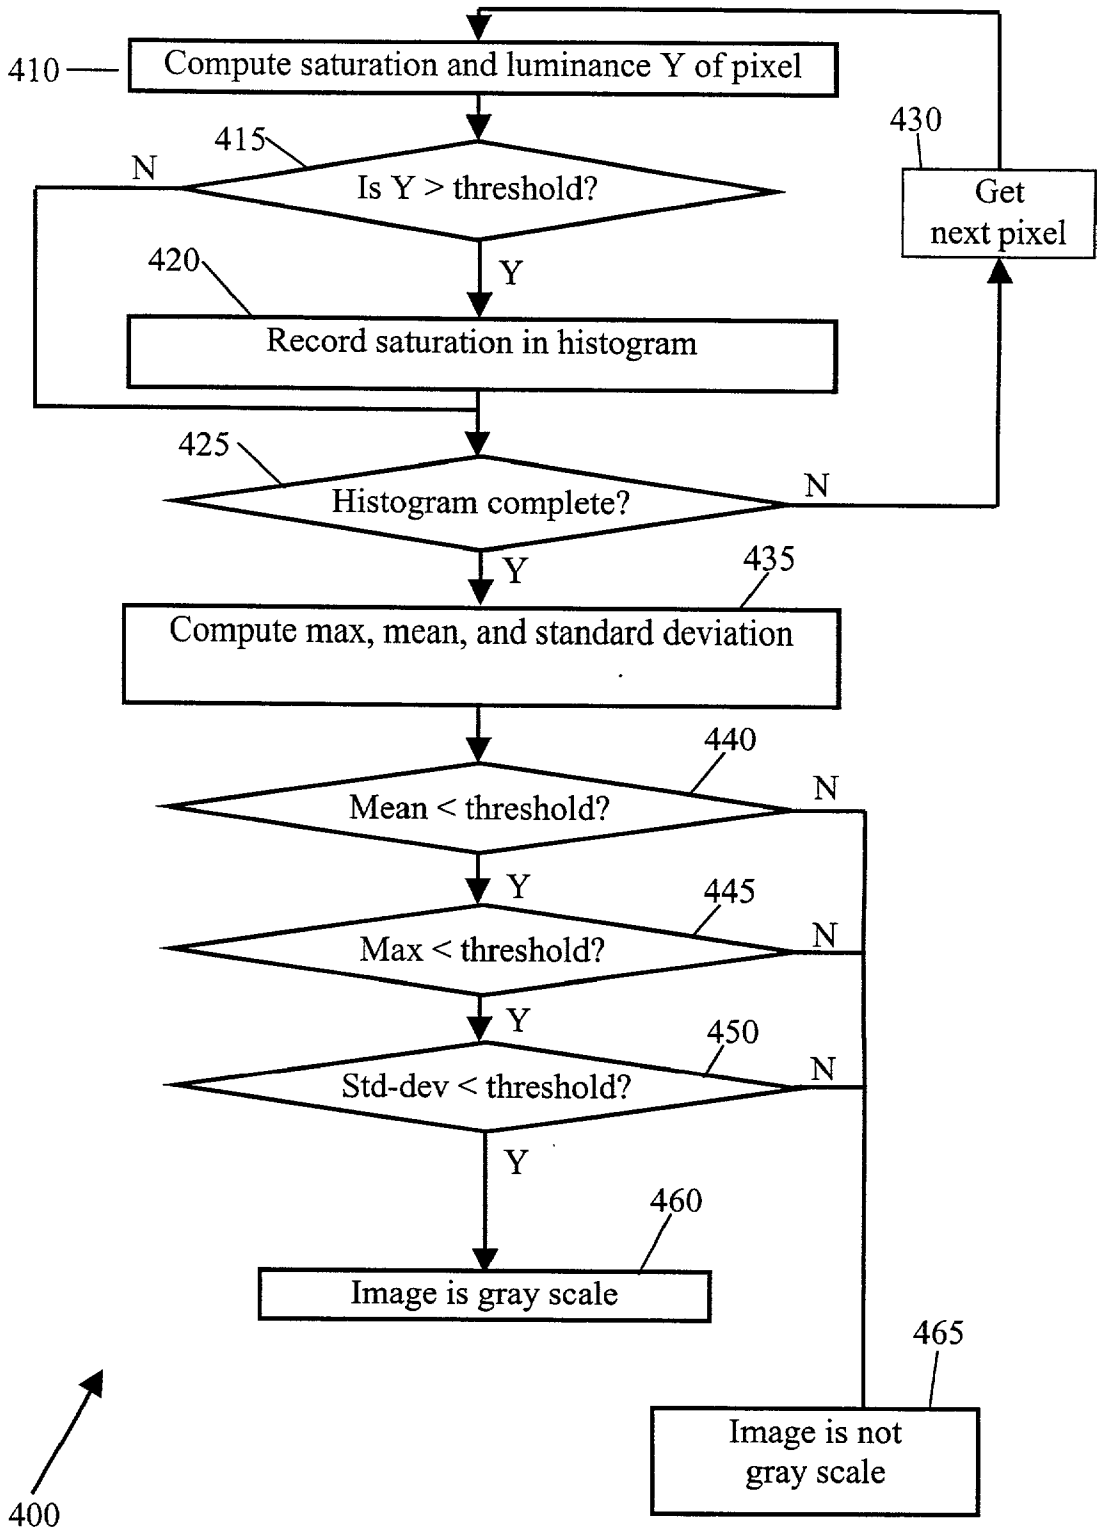 410
Compute saturation and luminance Y of pixel
430
415
N
Is Y > threshold?
Get
next pixel
420
Y
Record saturation in histogram
425
Histogram complete?
N
Y
435
Compute max, mean, and standard deviation
440
Mean < threshold?
N
Y
445
Max < threshold?
N
Y
450
Std-dev < threshold?
N
Y
460
Image is gray scale
465
Image is not
gray scale
400